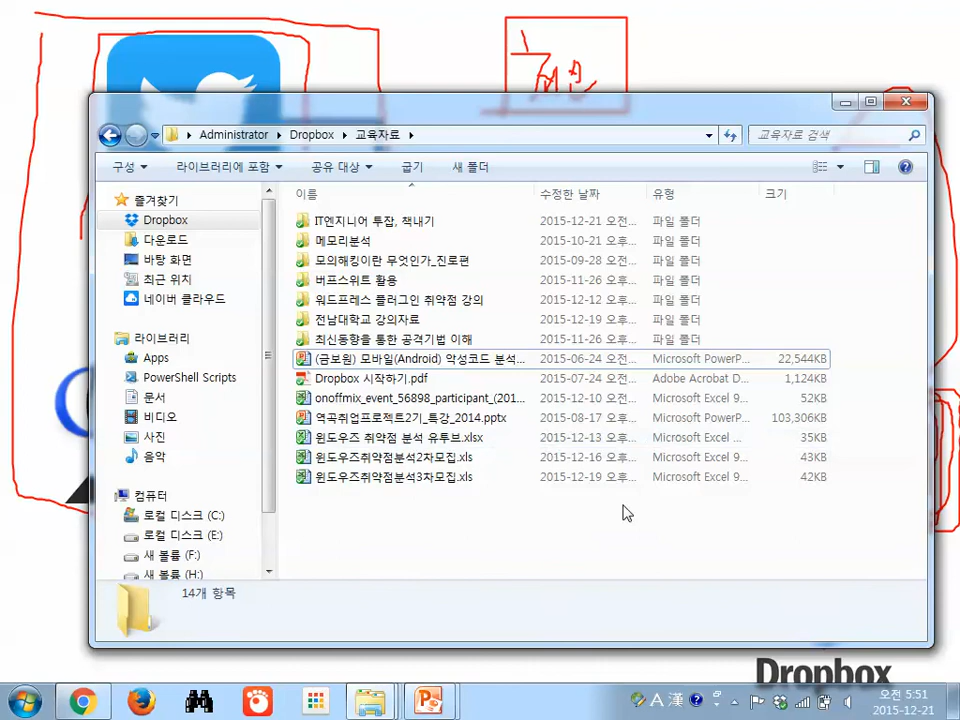 Administrator ▸ Dropbox ▸ 교육자료 ▸
교육자료 검색
구성 라이브러리에 포함 공유 대상 굽기 새 폴더
즐겨찾기
Dropbox
다운로드
바탕 화면
최근 위치
네이버 클라우드
라이브러리
Apps
PowerShell Scripts
문서
비디오
사진
음악
컴퓨터
로컬 디스크 (C:)
로컬 디스크 (E:)
새 볼륨 (F:)
새 볼륨 (H:)
이름 수정한 날짜 유형 크기
IT엔지니어 투잡, 책내기 2015-12-21 오전... 파일 폴더
메모리분석 2015-10-21 오후... 파일 폴더
모의해킹이란 무엇인가_진로편 2015-09-28 오전... 파일 폴더
버프스위트 활용 2015-11-26 오후... 파일 폴더
워드프레스 플러그인 취약점 강의 2015-12-12 오후... 파일 폴더
전남대학교 강의자료 2015-12-19 오후... 파일 폴더
최신동향을 통한 공격기법 이해 2015-11-26 오후... 파일 폴더
(금보원) 모바일(Android) 악성코드 분석... 2015-06-24 오전... Microsoft PowerP... 22,544KB
Dropbox 시작하기.pdf 2015-07-24 오전... Adobe Acrobat D... 1,124KB
onoffmix_event_56898_participant_(201... 2015-12-10 오전... Microsoft Excel 9... 52KB
역곡취업프로젝트2기_특강_2014.pptx 2015-08-17 오후... Microsoft PowerP... 103,306KB
윈도우즈 취약점 분석 유투브.xlsx 2015-12-13 오후... Microsoft Excel ... 35KB
윈도우즈취약점분석2차모집.xls 2015-12-16 오후... Microsoft Excel 9... 43KB
윈도우즈취약점분석3차모집.xls 2015-12-19 오후... Microsoft Excel 9... 42KB
14개 항목
Dropbox
A 漢
오전 5:51
2015-12-21